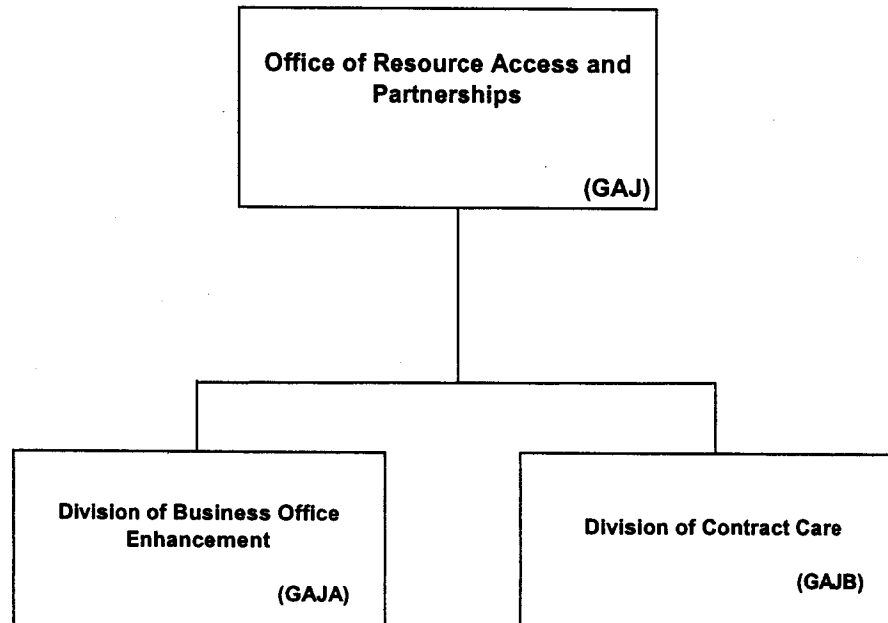 Office of Resource Access and
Partnerships
(GAJ)
Division of Business Office
Enhancement
(GAJA)
Division of Contract Care
(GAJB)